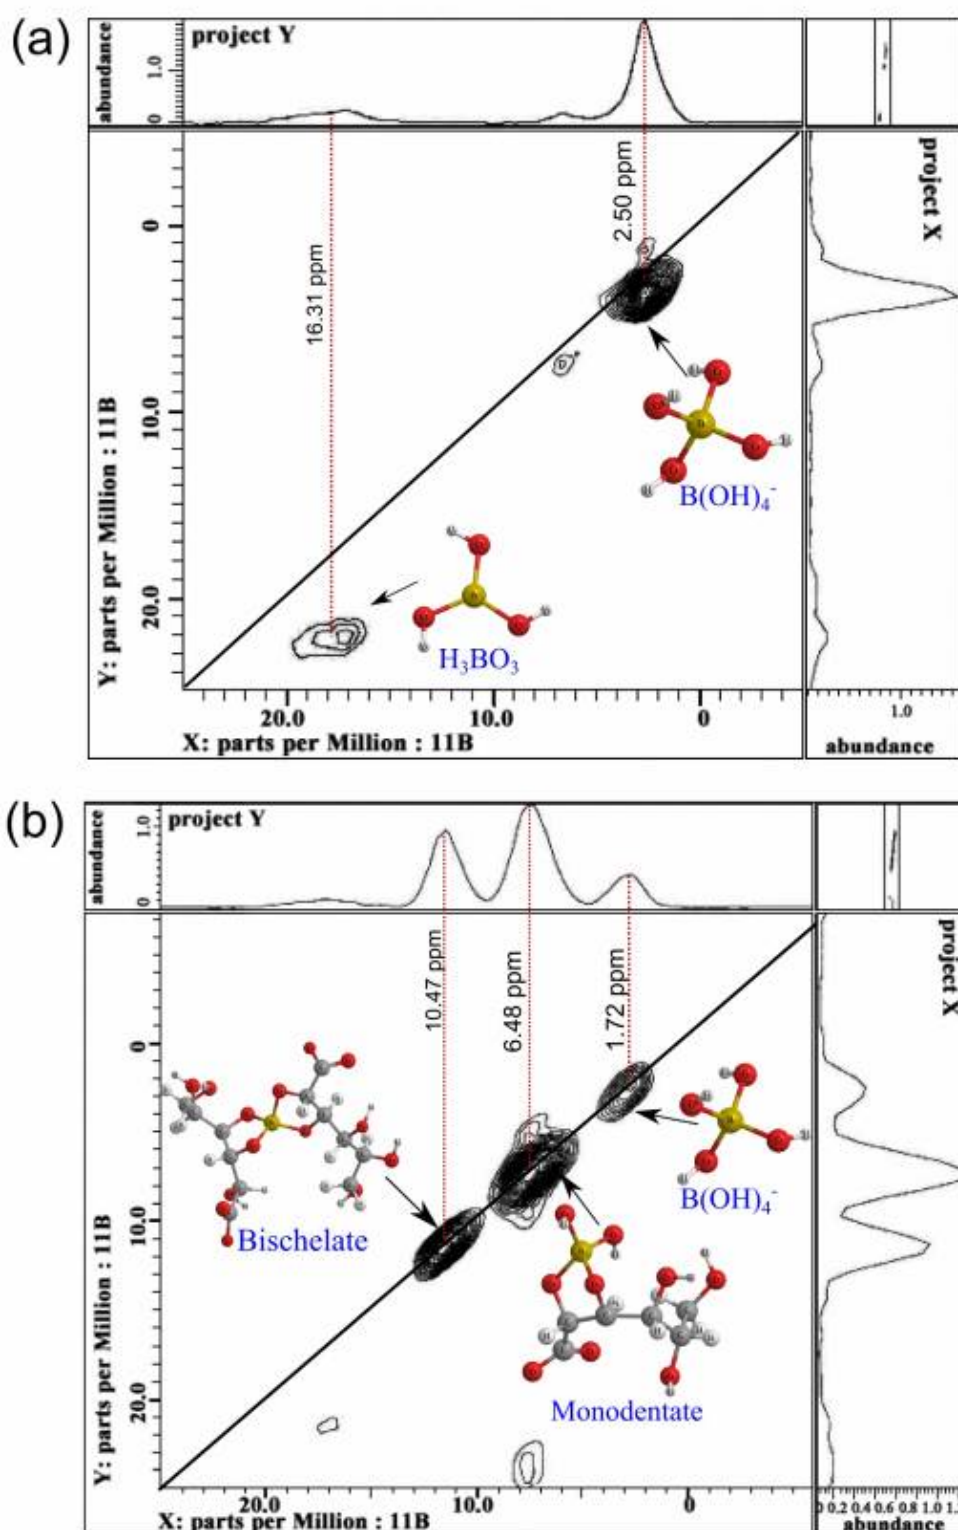 (a)
project Y
abundance
1.0
0
project X
16.31 ppm
2.50 ppm
0
10.0
20.0
Y: parts per Million : 11B
B(OH)₄⁻
H₃BO₃
20.0
10.0
0
X: parts per Million : 11B
1.0
abundance
(b)
project Y
abundance
1.0
0
project X
10.47 ppm
6.48 ppm
1.72 ppm
0
10.0
20.0
Y: parts per Million : 11B
B(OH)₄⁻
Bischelate
Monodentate
20.0
10.0
0
X: parts per Million : 11B
0 0.2 0.4 0.6 0.8 1.0
abundance